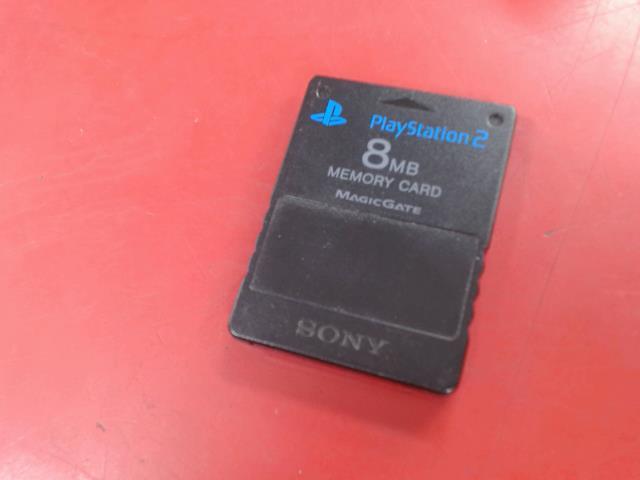 PlayStation 2
8MB
MEMORY CARD
MAGICGATE
SONY